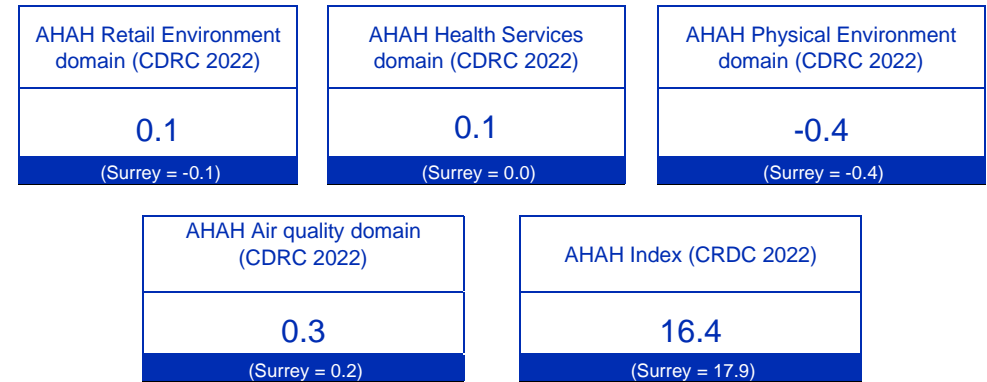 AHAH Retail Environment
domain (CDRC 2022)
0.1
(Surrey = -0.1)
AHAH Health Services
domain (CDRC 2022)
0.1
(Surrey = 0.0)
AHAH Physical Environment
domain (CDRC 2022)
-0.4
(Surrey = -0.4)
AHAH Air quality domain
(CDRC 2022)
0.3
(Surrey = 0.2)
AHAH Index (CRDC 2022)
16.4
(Surrey = 17.9)